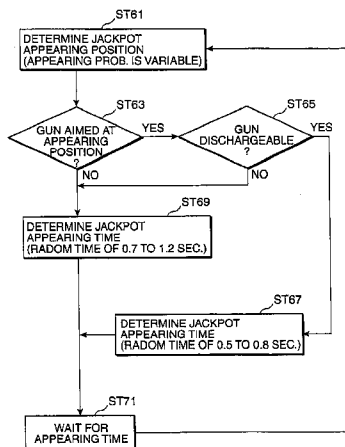 ST61
DETERMINE JACKPOT
APPEARING POSITION
(APPEARING PROB. IS VARIABLE)
ST63
GUN AIMED AT
APPEARING
POSITION
?
YES
NO
ST65
GUN
DISCHARGEABLE
?
YES
NO
ST69
DETERMINE JACKPOT
APPEARING TIME
(RADOM TIME OF 0.7 TO 1.2 SEC.)
ST67
DETERMINE JACKPOT
APPEARING TIME
(RADOM TIME OF 0.5 TO 0.8 SEC.)
ST71
WAIT FOR
APPEARING TIME